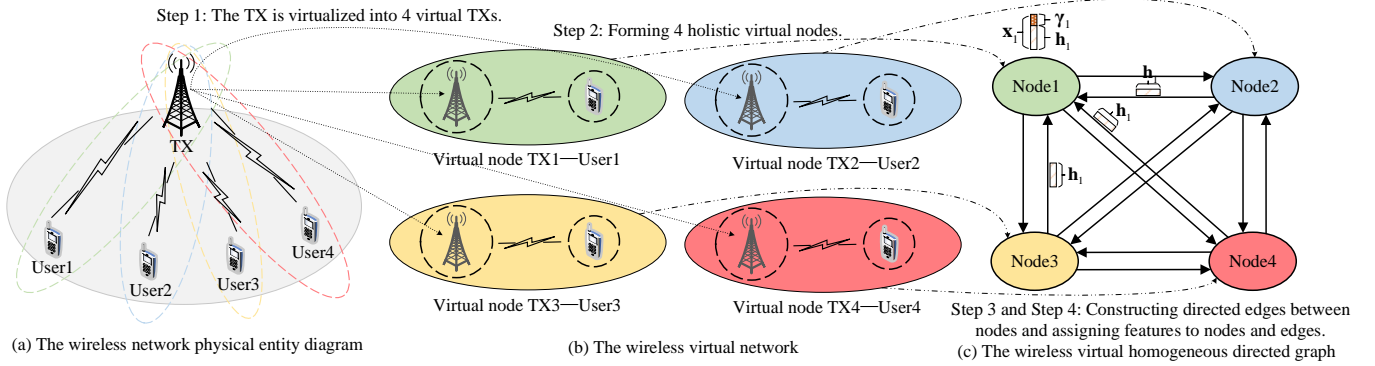 Step 1: The TX is virtualized into 4 virtual TXs.
TX
User1
User2
User3
User4
(a) The wireless network physical entity diagram
Step 2: Forming 4 holistic virtual nodes.
Virtual node TX1—User1
Virtual node TX2—User2
Virtual node TX3—User3
Virtual node TX4—User4
(b) The wireless virtual network
x₁
γ₁
h₁
Node1
h₁
Node2
h₁
h₁
Node3
Node4
Step 3 and Step 4: Constructing directed edges between
nodes and assigning features to nodes and edges.
(c) The wireless virtual homogeneous directed graph